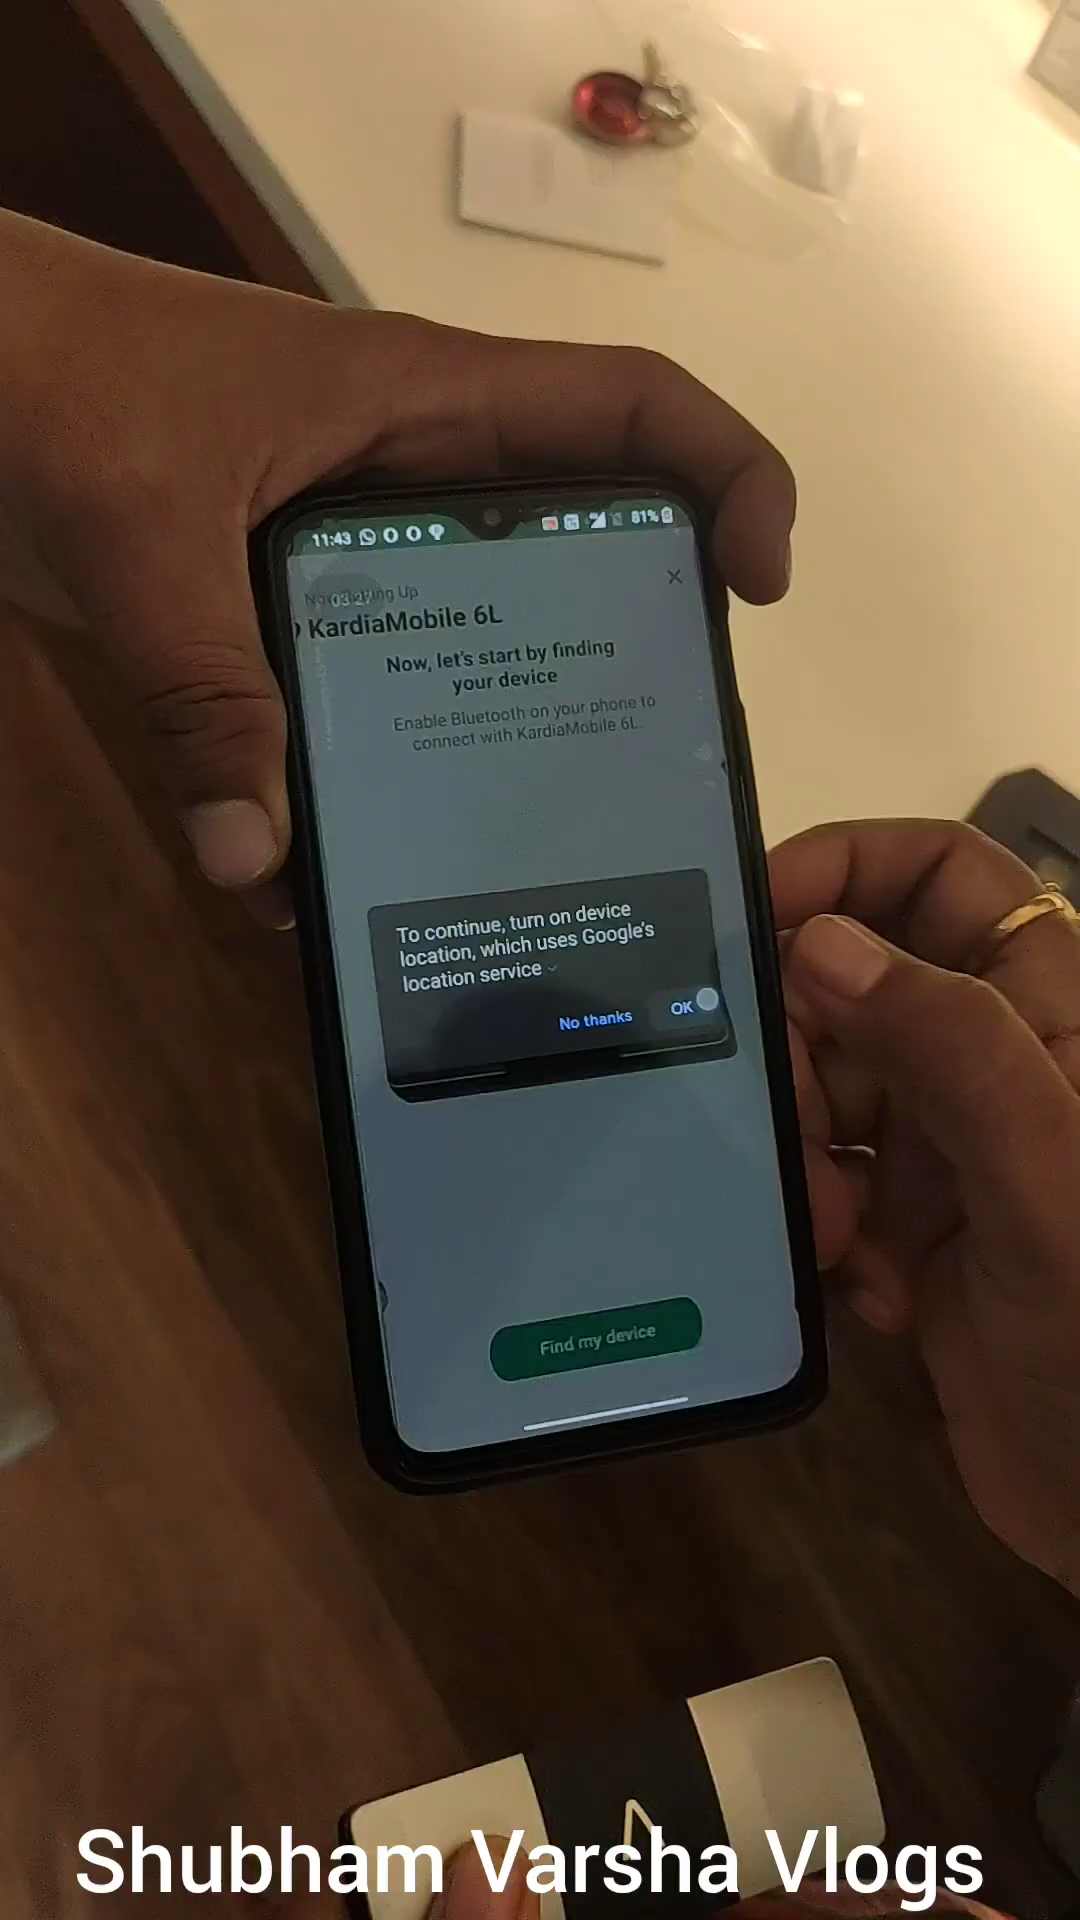 11:43
81%
Up
KardiaMobile 6L
Now, let's start by finding
your device
Enable Bluetooth on your phone to
connect with KardiaMobile 6L.
To continue, turn on device
location, which uses Google's
location service
No thanks OK
Find my device
Shubham Varsha Vlogs